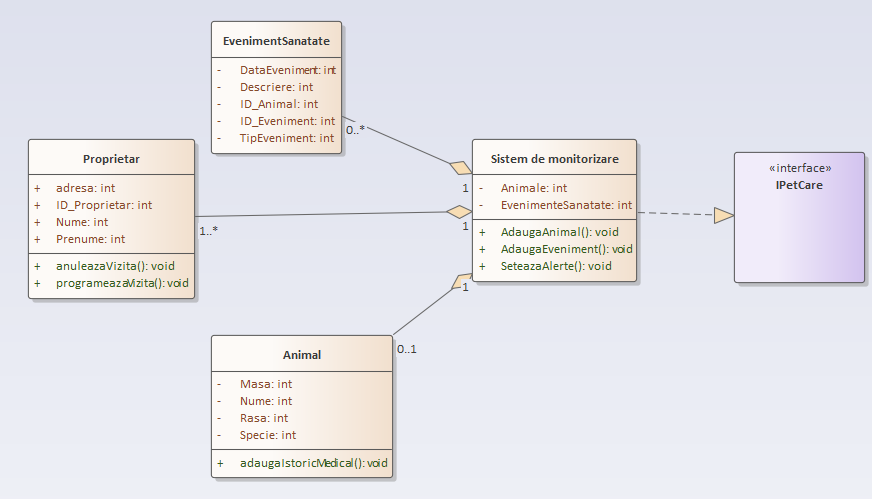 EvenimentSanatate
- DataEveniment: int
- Descriere: int
- ID_Animal: int
- ID_Eveniment: int
- TipEveniment: int
0..*
Proprietar
+ adresa: int
+ ID_Proprietar: int
+ Nume: int
+ Prenume: int
+ anuleazaVizita(): void
+ programeazaVizita(): void
1..*
Sistem de monitorizare
- Animale: int
- EvenimenteSanatate: int
+ AdaugaAnimal(): void
+ AdaugaEveniment(): void
+ SeteazaAlerte(): void
1
1
1
«interface»
IPetCare
Animal
- Masa: int
- Nume: int
- Rasa: int
- Specie: int
+ adaugaIstoricMedical(): void
0..1